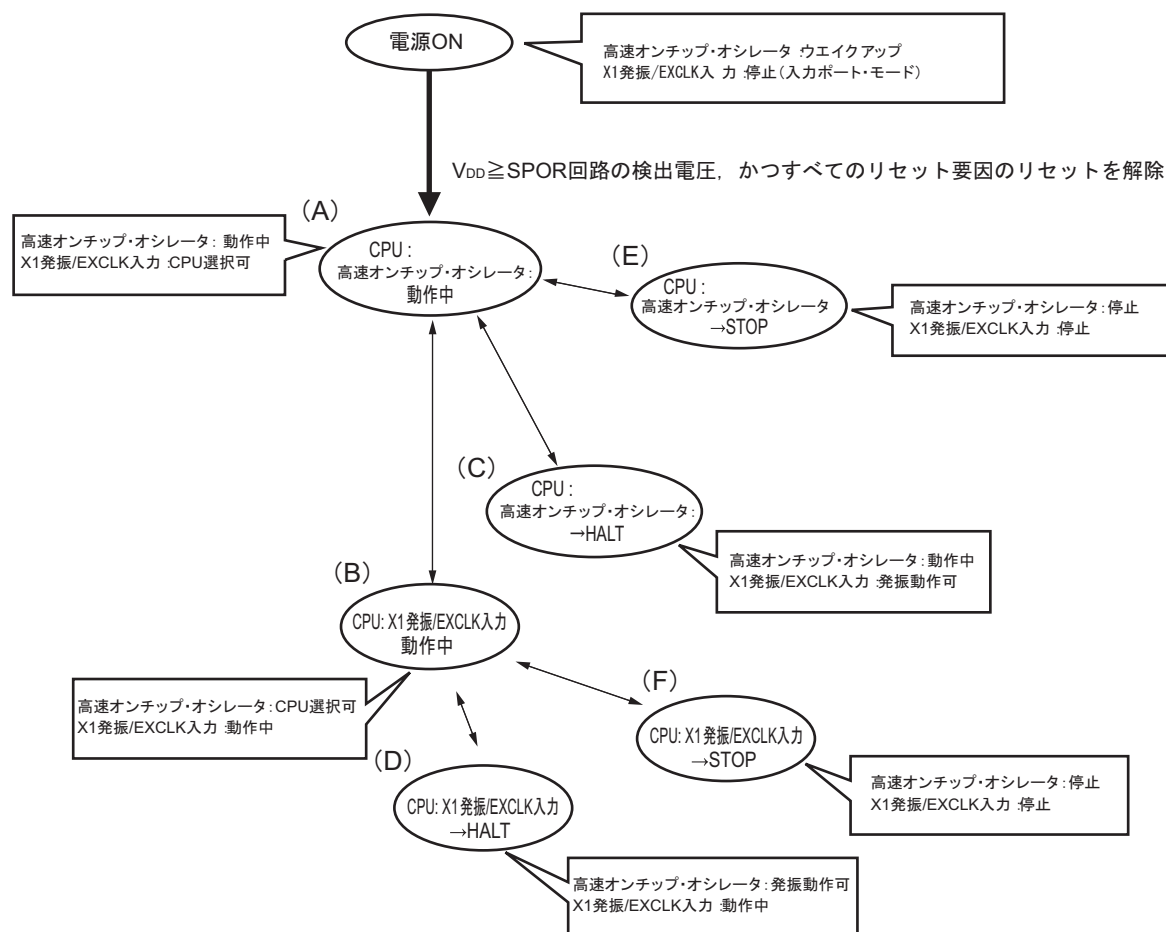 電源ON
高速オンチップ・オシレータ :ウエイクアップ
X1発振/EXCLK入 力 :停止(入力ポート・モード)
VDD≧SPOR回路の検出電圧，かつすべてのリセット要因のリセットを解除
（A）
高速オンチップ・オシレータ: 動作中
X1発振/EXCLK入力 :CPU選択可
CPU :
高速オンチップ・オシレータ:
動作中
（E）
CPU :
高速オンチップ・オシレータ
→STOP
高速オンチップ・オシレータ:停止
X1発振/EXCLK入力 :停止
（C）
CPU :
高速オンチップ・オシレータ:
→HALT
高速オンチップ・オシレータ:動作中
X1発振/EXCLK入力 :発振動作可
（B）
CPU: X1発振/EXCLK入力
動作中
高速オンチップ・オシレータ:CPU選択可
X1発振/EXCLK入力 :動作中
（F）
CPU: X1発振/EXCLK入力
→STOP
高速オンチップ・オシレータ:停止
X1発振/EXCLK入力 :停止
（D）
CPU: X1発振/EXCLK入力
→HALT
高速オンチップ・オシレータ:発振動作可
X1発振/EXCLK入力 :動作中